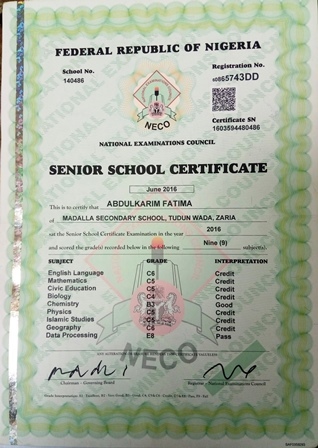 FEDERAL REPUBLIC OF NIGERIA
School No. Registration No.
140486 s0865743DD
Certificate SN
1603594480486
NECO
NATIONAL EXAMINATIONS COUNCIL
SENIOR SCHOOL CERTIFICATE
June 2016
This is to certify that ABDULKARIM FATIMA
of MADALLA SECONDARY SCHOOL, TUDUN WADA, ZARIA
sat the Senior School Certificate Examination in the year 2016
and scored the grade(s) recorded below in the following Nine (9) subject(s).
SUBJECT GRADE INTERPRETATION
English Language C6 Credit
Mathematics C5 Credit
Civic Education C5 Credit
Biology C4 Credit
Chemistry B3 Good
Physics C5 Credit
Islamic Studies C5 Credit
Geography C6 Credit
Data Processing E8 Pass
NECO
Chairman - Governing Board Registrar - National Examinations Council